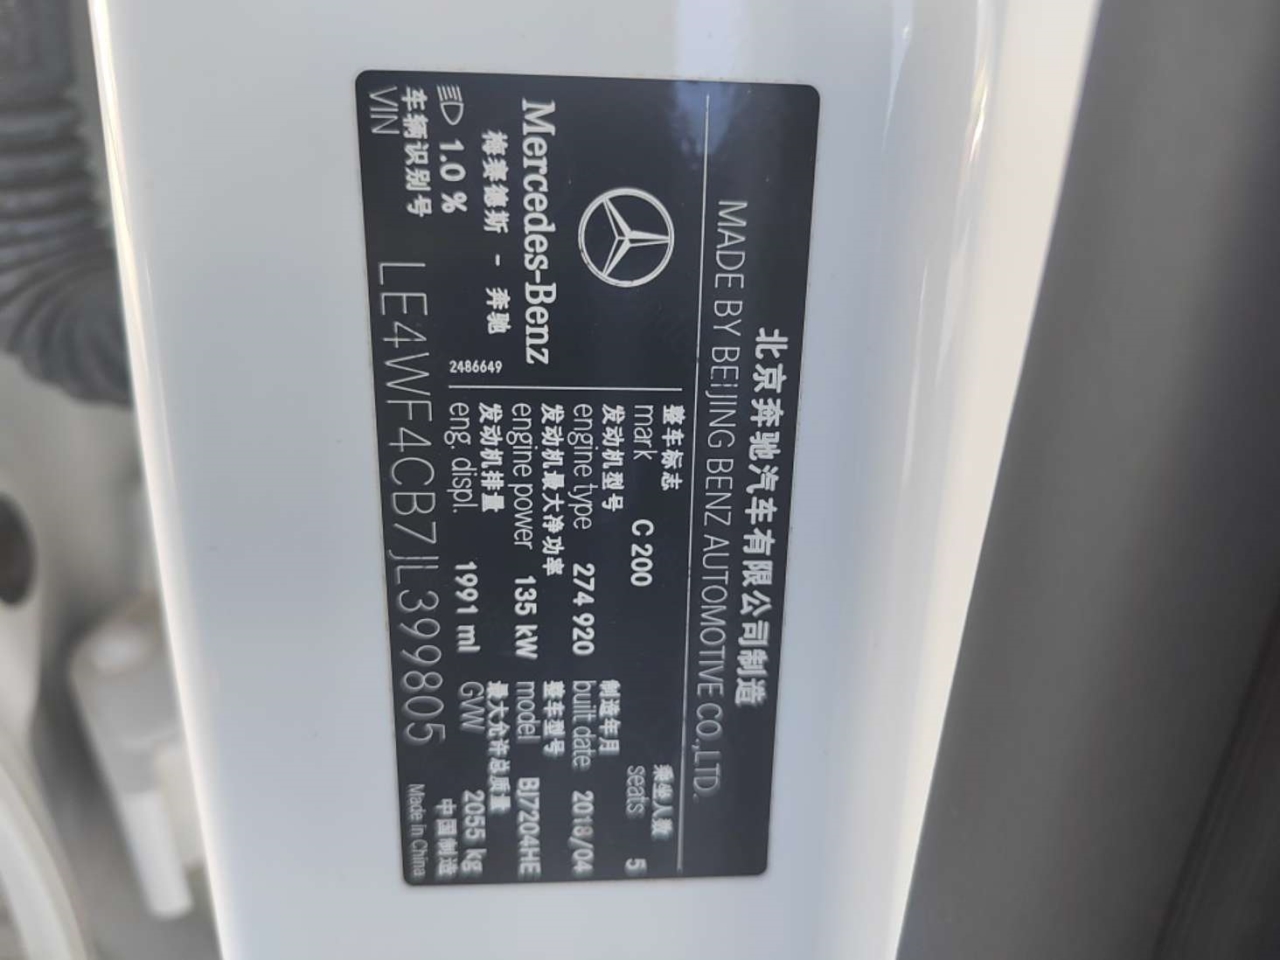 北京奔驰汽车有限公司制造
MADE BY BEIJING BENZ AUTOMOTIVE CO.,LTD.
Mercedes-Benz
梅赛德斯 - 奔驰
2486649
1.0 %
整车标志
mark C 200
乘坐人数
seats 5
发动机型号
engine type 274 920
制造年月
built date 2018/04
发动机最大净功率
engine power 135 kW
整车型号
model BJ7204HE
发动机排量
eng. displ. 1991 ml
最大允许总质量
GVW 2055 kg
车辆识别号
VIN LE4WF4CB7JL399805
中国制造
Made in China